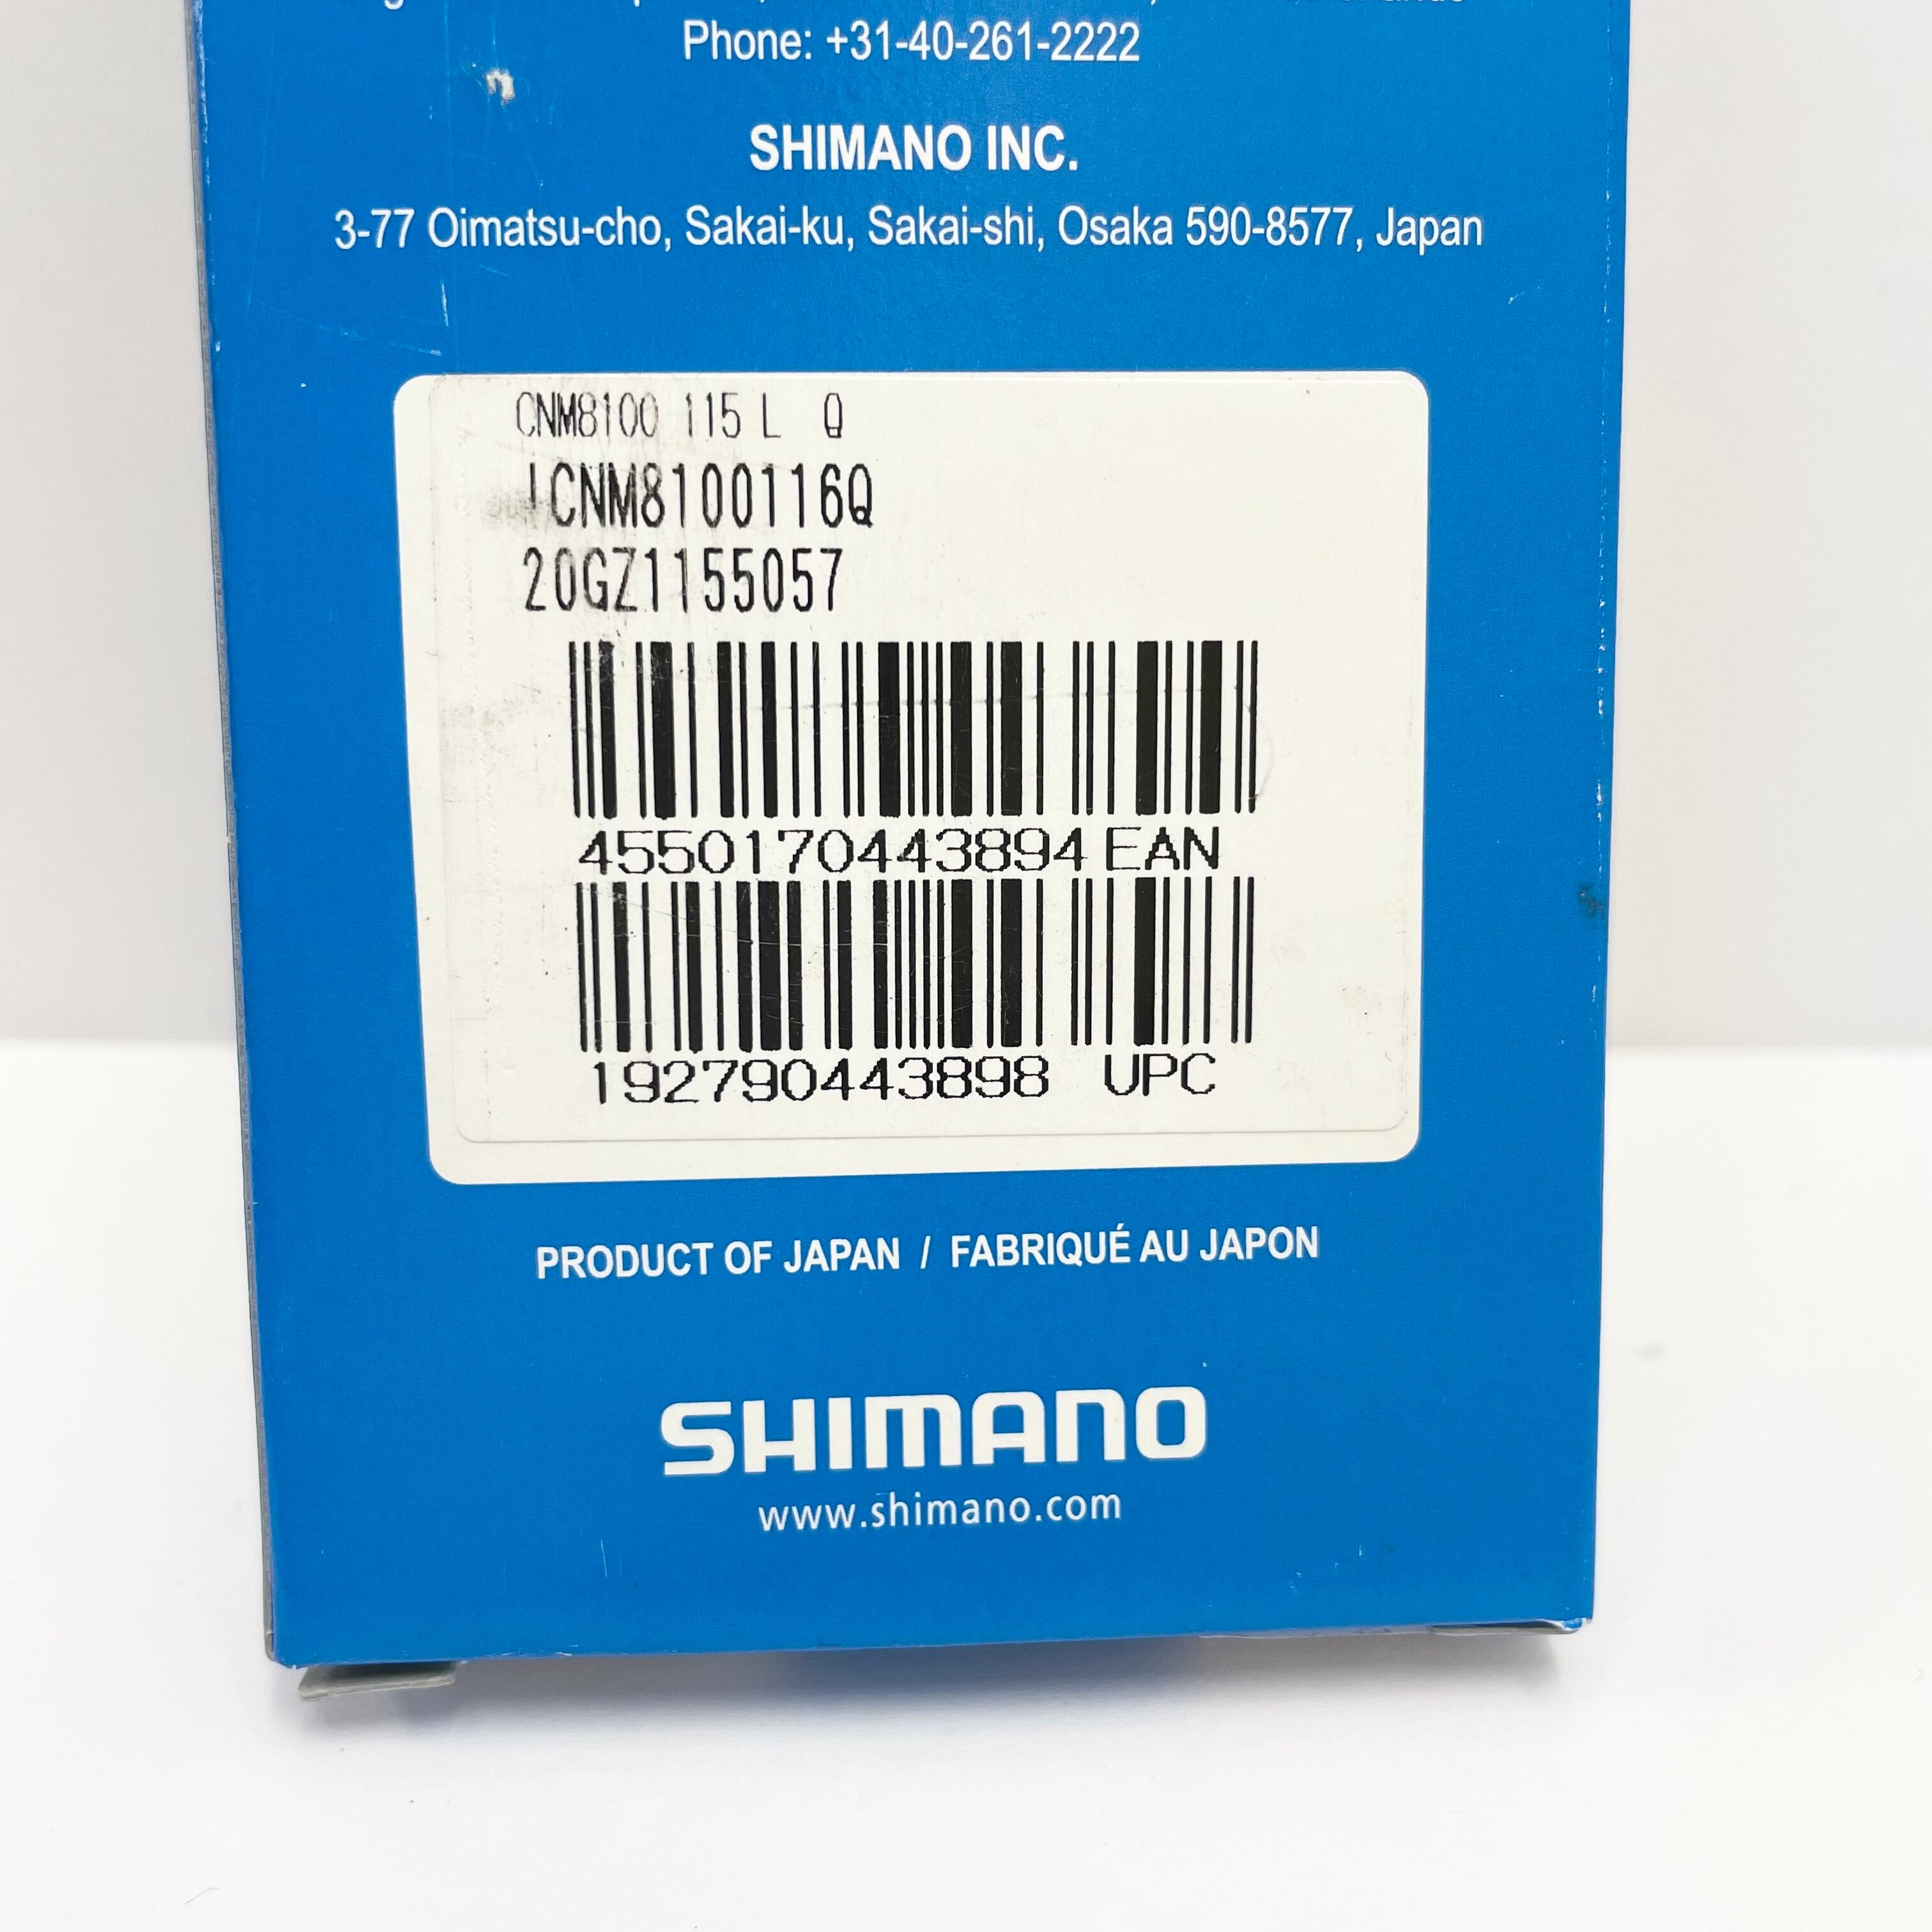 Phone: +31-40-261-2222
SHIMANO INC.
3-77 Oimatsu-cho, Sakai-ku, Sakai-shi, Osaka 590-8577, Japan
CNM8100 115 L Q
ICNM8100116Q
20GZ1155057
4550170443894 EAN
192790443898 UPC
PRODUCT OF JAPAN / FABRIQUÉ AU JAPON
SHIMANO
www.shimano.com